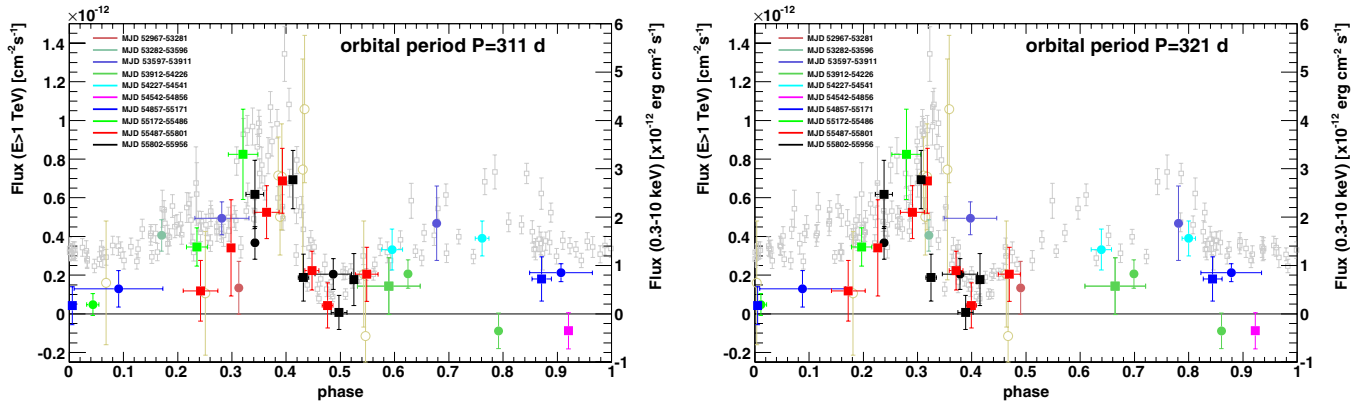 ×10⁻¹²
orbital period P=311 d
MJD 52967-53281
MJD 53282-53596
MJD 53597-53911
MJD 53912-54226
MJD 54227-54541
MJD 54542-54856
MJD 54857-55171
MJD 55172-55486
MJD 55487-55801
MJD 55802-55956
Flux (E>1 TeV) [cm⁻²s⁻¹]
1.4
1.2
1
0.8
0.6
0.4
0.2
0
-0.2
Flux (0.3-10 keV) [x10⁻¹² erg cm⁻² s⁻¹]
6
5
4
3
2
1
0
-1
0 0.1 0.2 0.3 0.4 0.5 0.6 0.7 0.8 0.9 1
phase
×10⁻¹²
orbital period P=321 d
MJD 52967-53281
MJD 53282-53596
MJD 53597-53911
MJD 53912-54226
MJD 54227-54541
MJD 54542-54856
MJD 54857-55171
MJD 55172-55486
MJD 55487-55801
MJD 55802-55956
Flux (E>1 TeV) [cm⁻²s⁻¹]
1.4
1.2
1
0.8
0.6
0.4
0.2
0
-0.2
Flux (0.3-10 keV) [x10⁻¹² erg cm⁻² s⁻¹]
6
5
4
3
2
1
0
-1
0 0.1 0.2 0.3 0.4 0.5 0.6 0.7 0.8 0.9 1
phase